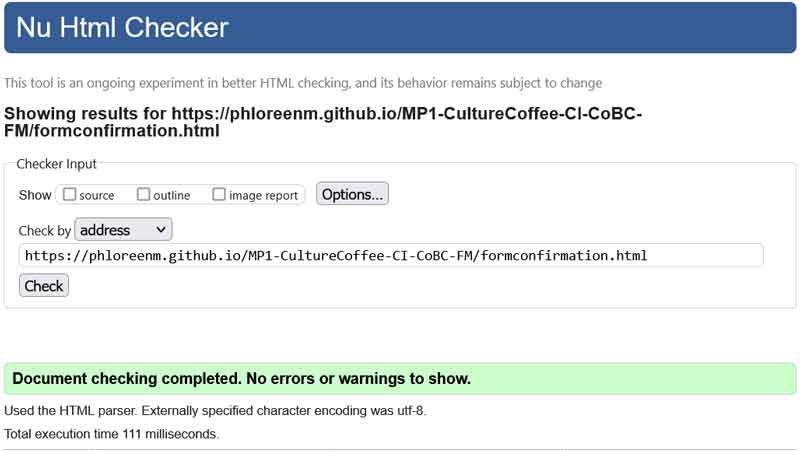 Nu Html Checker
This tool is an ongoing experiment in better HTML checking, and its behavior remains subject to change
Showing results for https://phloreenm.github.io/MP1-CultureCoffee-CI-CoBC-
FM/formconfirmation.html
Checker Input
Show source outline image report Options...
Check by address
https://phloreenm.github.io/MP1-CultureCoffee-CI-CoBC-FM/formconfirmation.html
Check
Document checking completed. No errors or warnings to show.
Used the HTML parser. Externally specified character encoding was utf-8.
Total execution time 111 milliseconds.